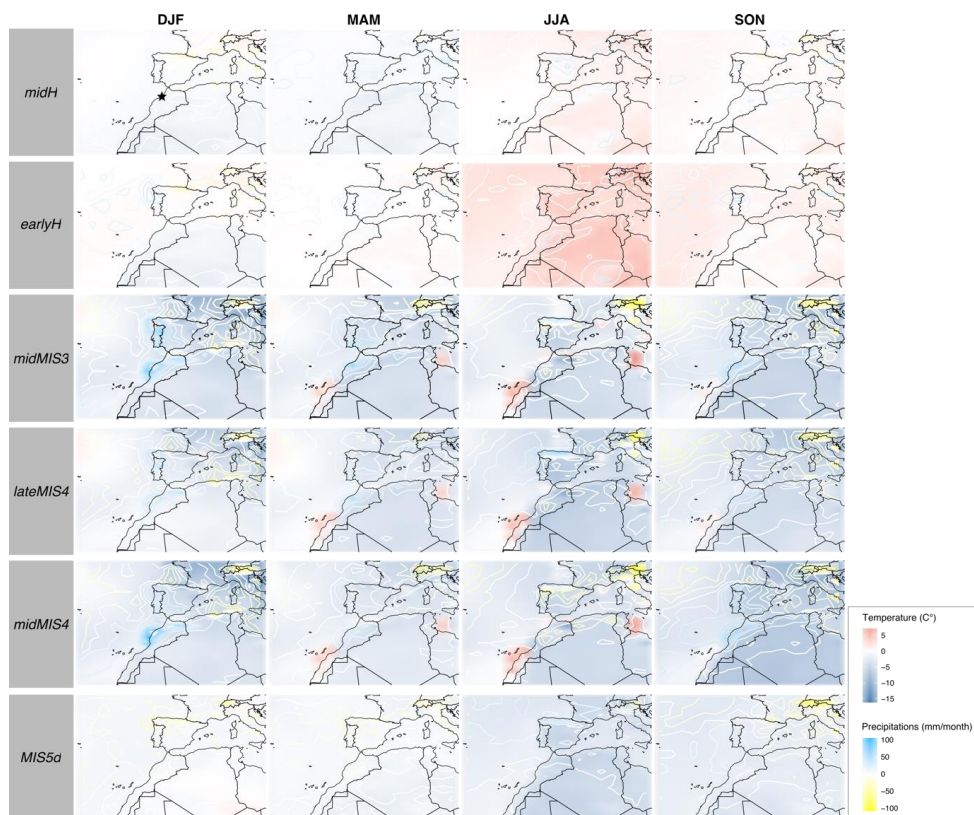 DJF MAM JJA SON
midH
earlyH
midMIS3
lateMIS4
midMIS4
MIS5d
Temperature (C°)
5
0
−5
−10
−15
Precipitations (mm/month)
100
50
0
−50
−100